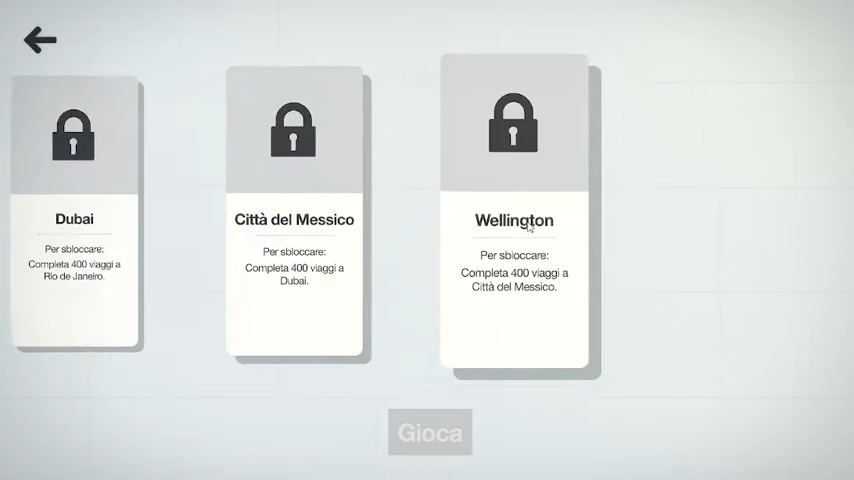 Dubai
Per sbloccare:
Completa 400 viaggi a
Rio de Janeiro.
Città del Messico
Per sbloccare:
Completa 400 viaggi a
Dubai.
Wellington
Per sbloccare:
Completa 400 viaggi a
Città del Messico.
Gioca